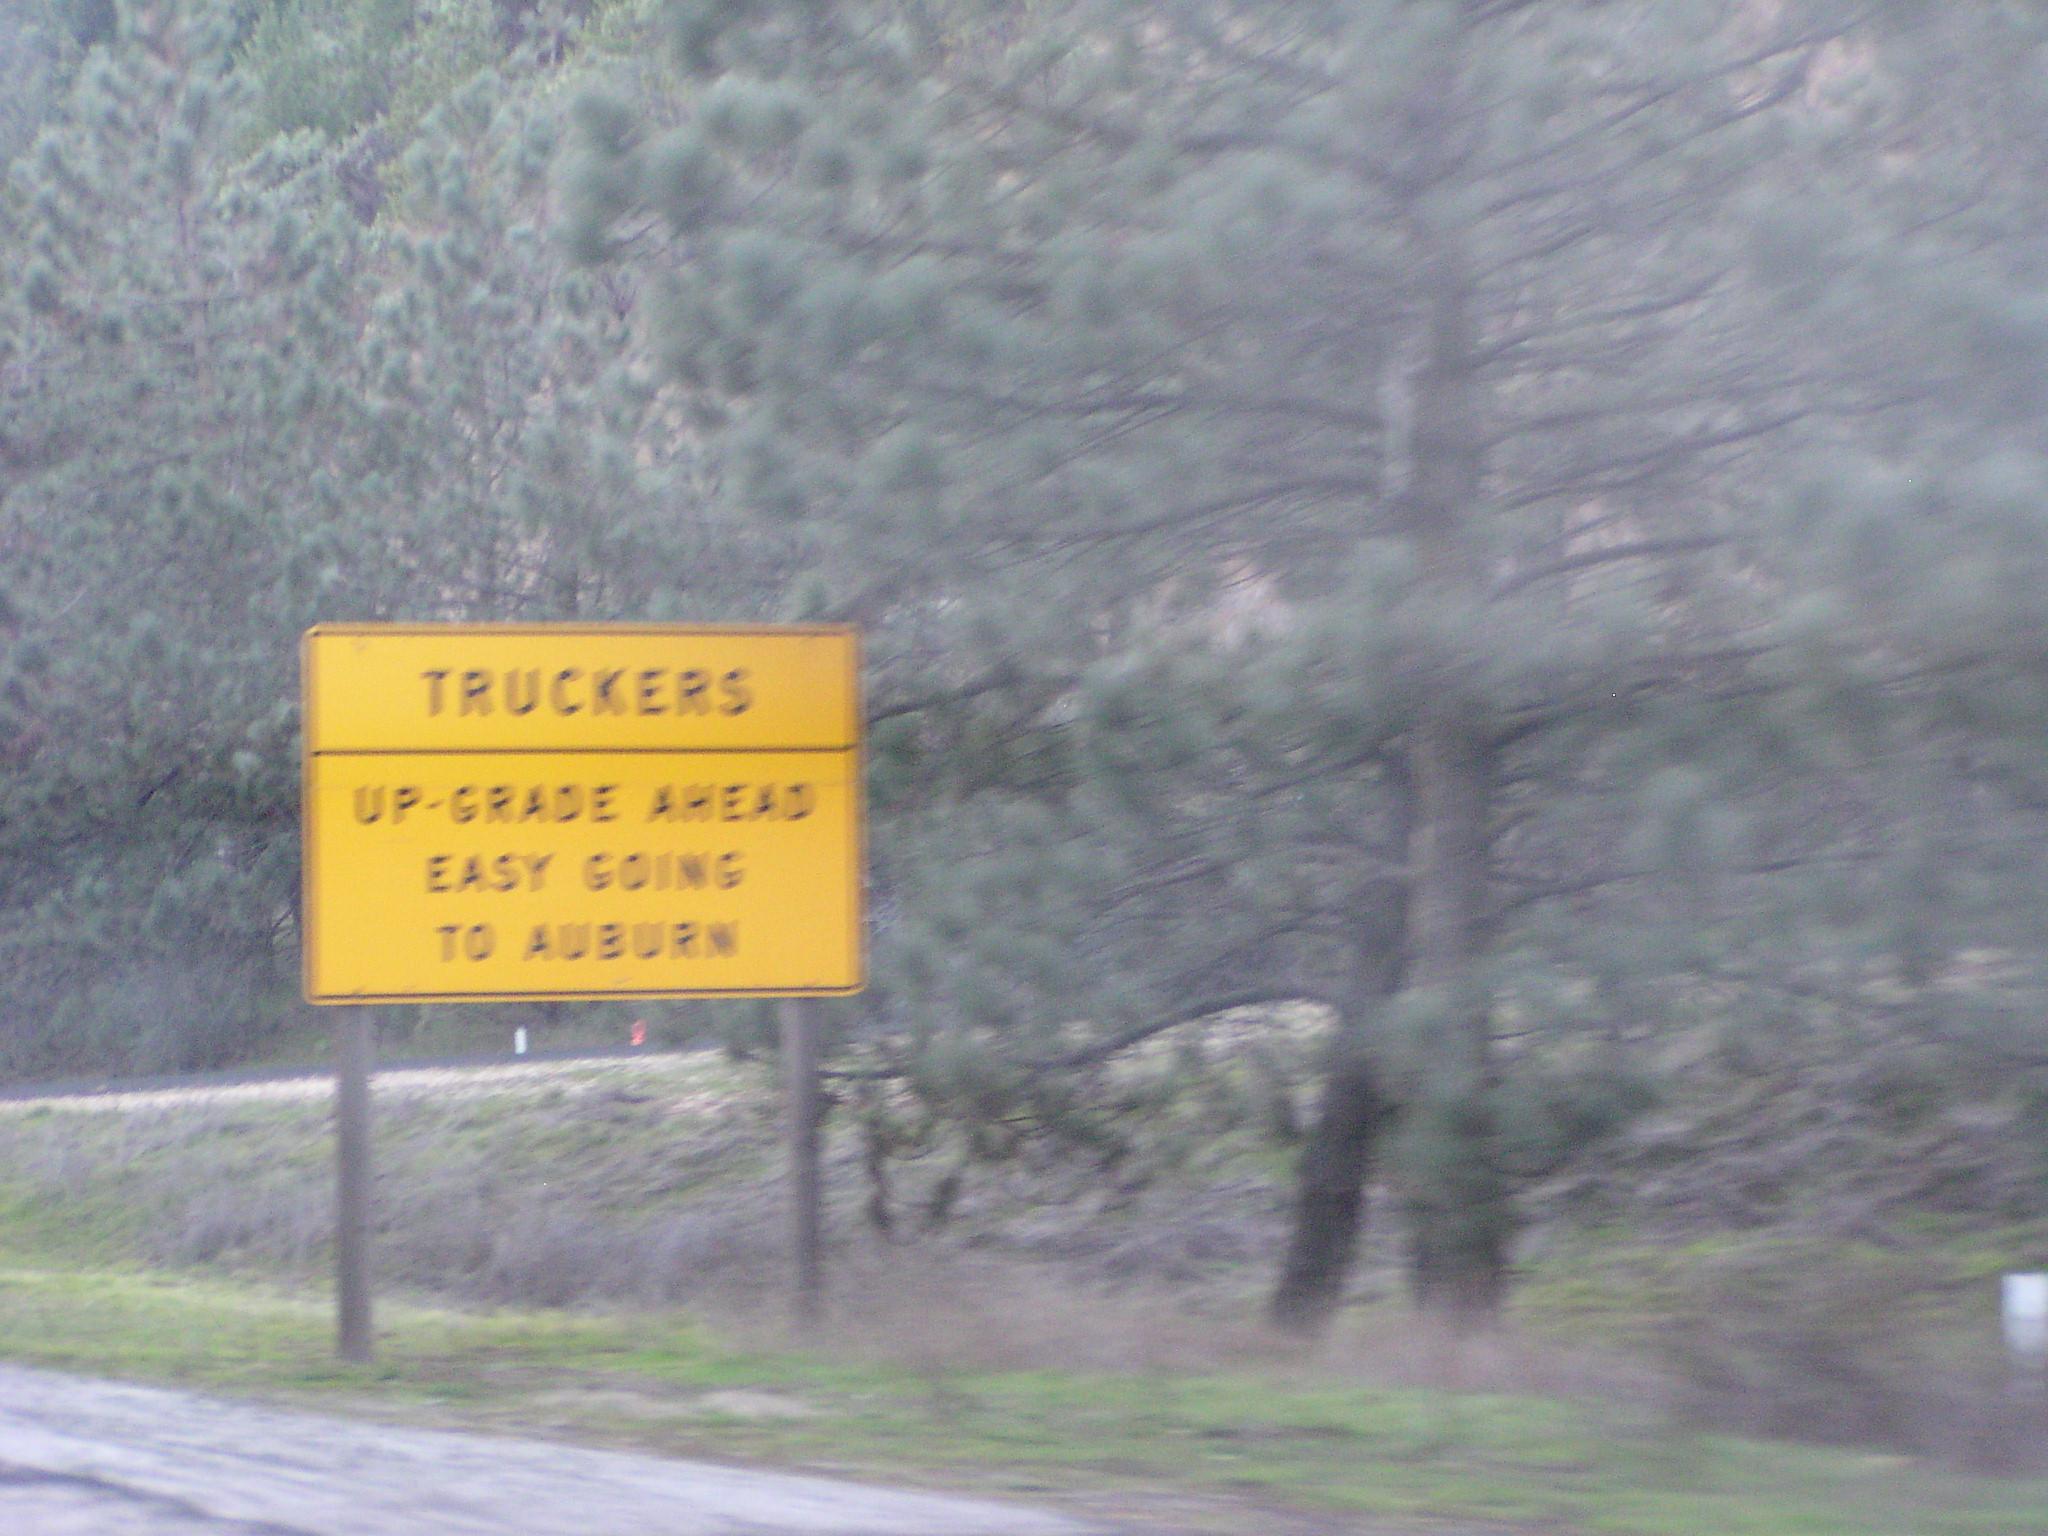 TRUCKERS
UP-GRADE AHEAD
EASY GOING
TO AUBURN